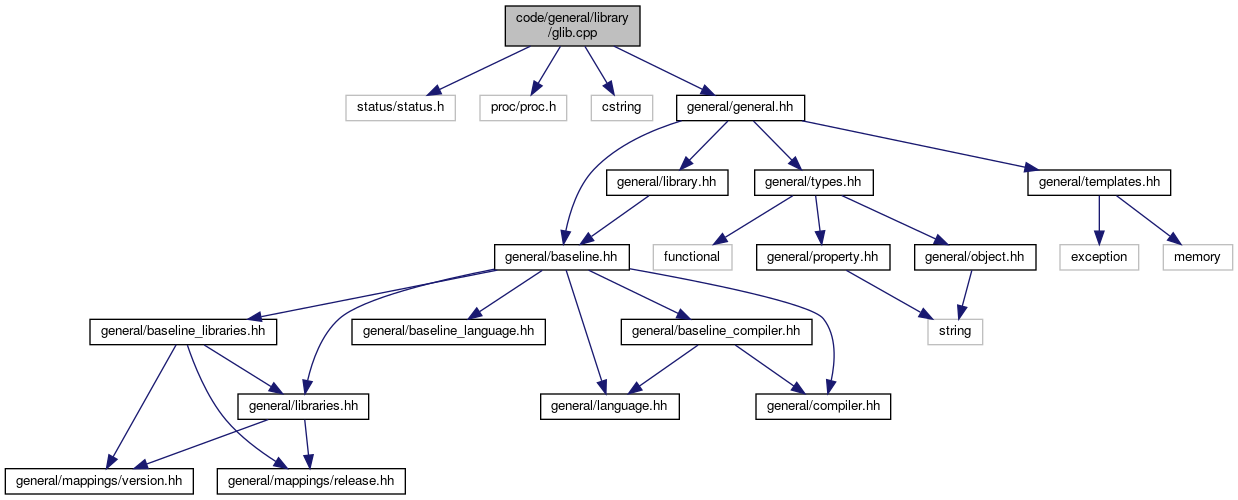 code/general/library
/glib.cpp
status/status.h
proc/proc.h
cstring
general/general.hh
general/library.hh
general/types.hh
general/templates.hh
general/baseline.hh
functional
general/property.hh
general/object.hh
exception
memory
general/baseline_libraries.hh
general/baseline_language.hh
general/baseline_compiler.hh
string
general/libraries.hh
general/language.hh
general/compiler.hh
general/mappings/version.hh
general/mappings/release.hh